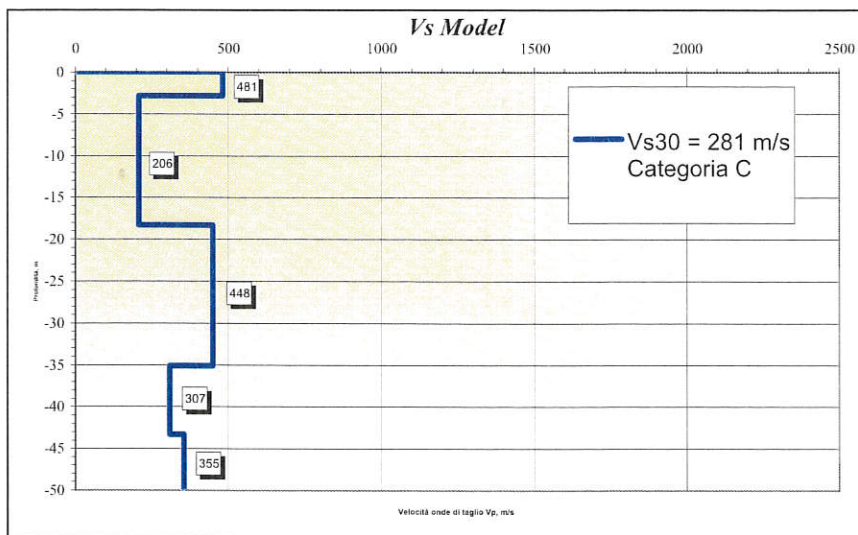 Vs Model
0 500 1000 1500 2000 2500
0
481
-5
Vs30 = 281 m/s
Categoria C
-10
206
-15
-20
-25
448
-30
-35
307
-40
-45
355
-50
Profondità, m
Velocità onde di taglio Vp, m/s